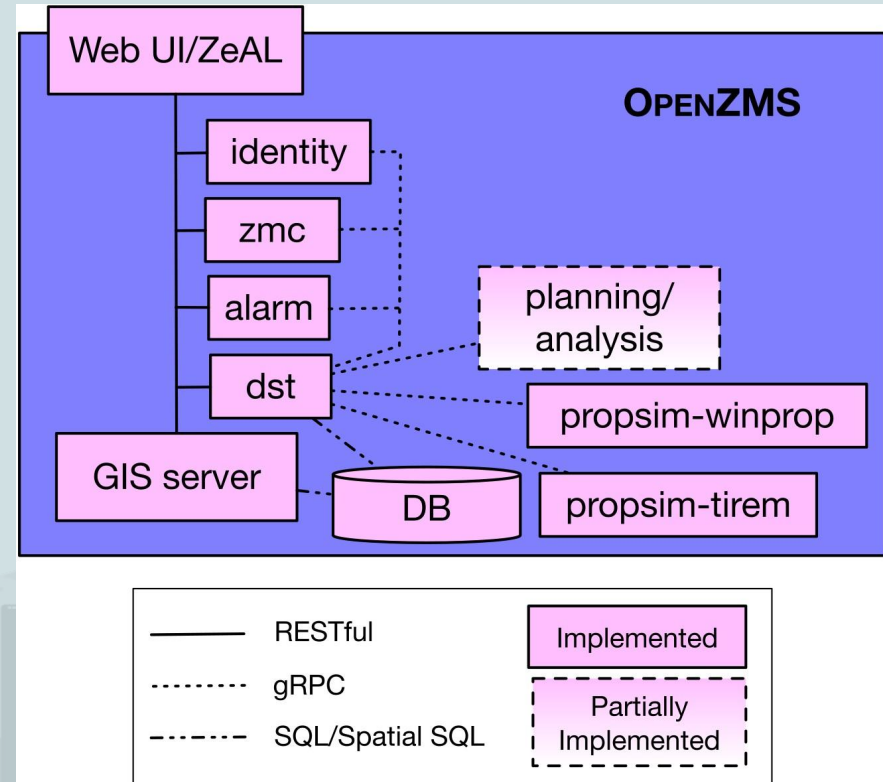 Web UI/ZeAL
OPENZMS
identity
zmc
alarm
planning/
analysis
dst
propsim-winprop
GIS server
DB
propsim-tirem
RESTful
gRPC
SQL/Spatial SQL
Implemented
Partially
Implemented